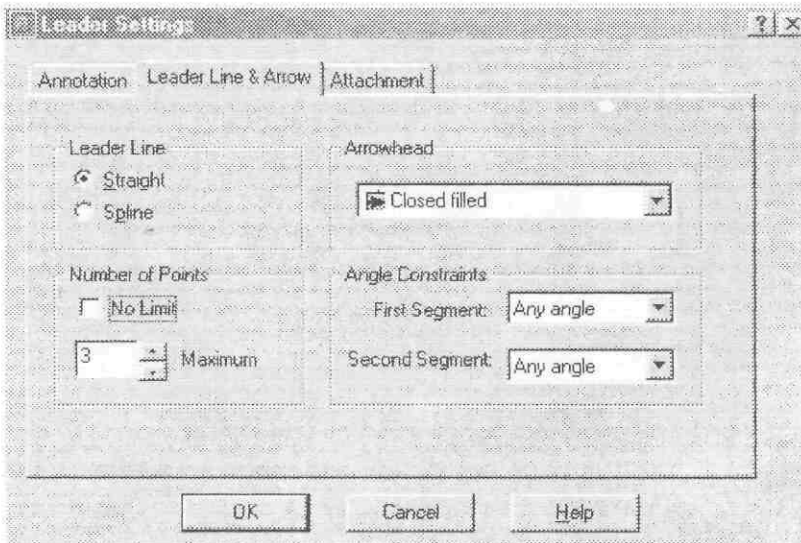 Leader Settings
Annotation Leader Line & Arrow Attachment
Leader Line
Straight
Spline
Arrowhead
Closed filled
Number of Points
No Limit
3 Maximum
Angle Constraints
First Segment: Any angle
Second Segment: Any angle
OK Cancel Help